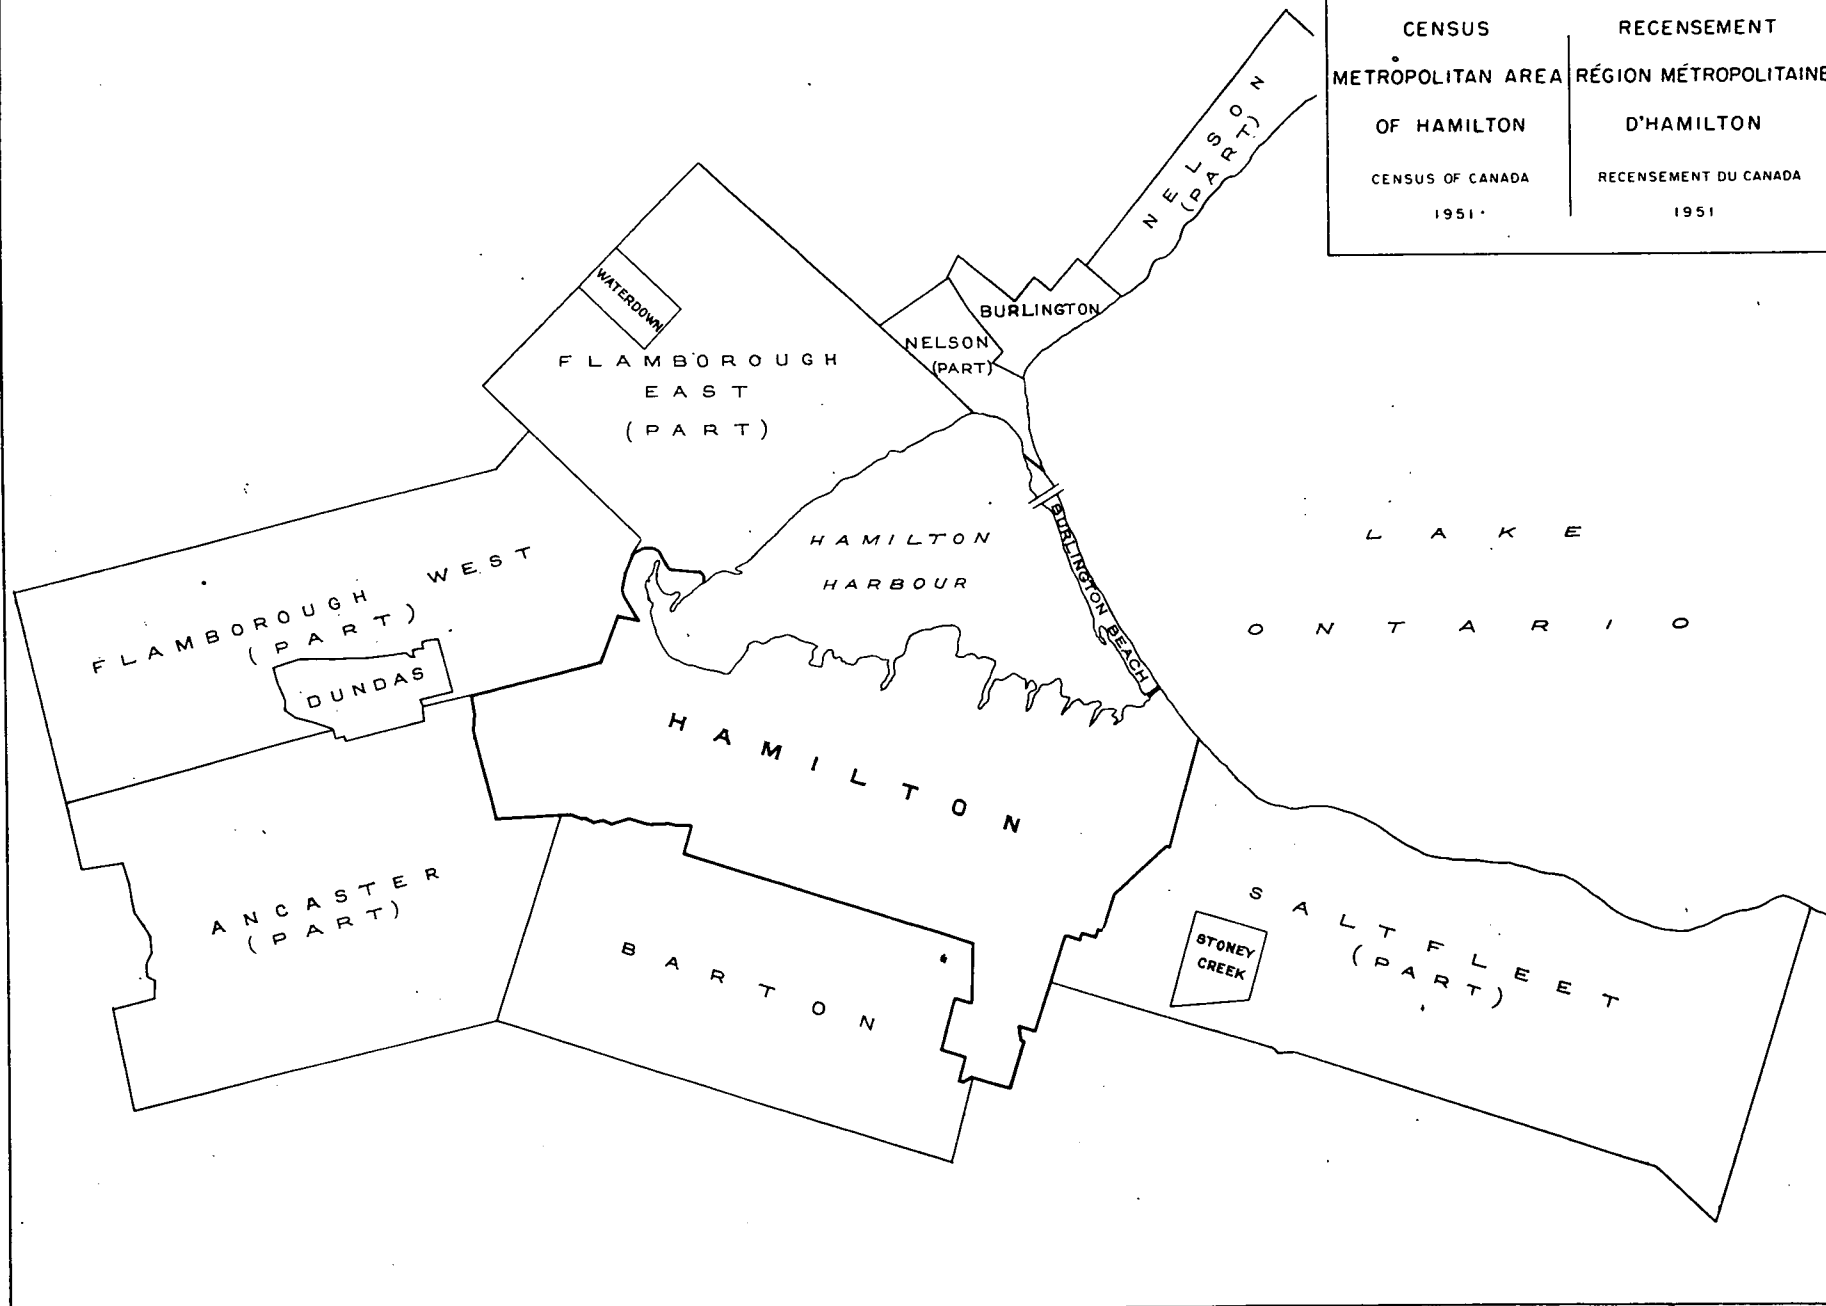 CENSUS
METROPOLITAN AREA
OF HAMILTON
CENSUS OF CANADA
1951
RECENSEMENT
RÉGION MÉTROPOLITAINE
D'HAMILTON
RECENSEMENT DU CANADA
1951
NELSON
(PART)
WATERDOWN
BURLINGTON
NELSON
(PART)
FLAMBOROUGH
EAST
(PART)
HAMILTON
HARBOUR
BURLINGTON BEACH
LAKE
ONTARIO
FLAMBOROUGH WEST
(PART)
DUNDAS
HAMILTON
ANCASTER
(PART)
BARTON
SALTFLEET
(PART)
STONEY
CREEK